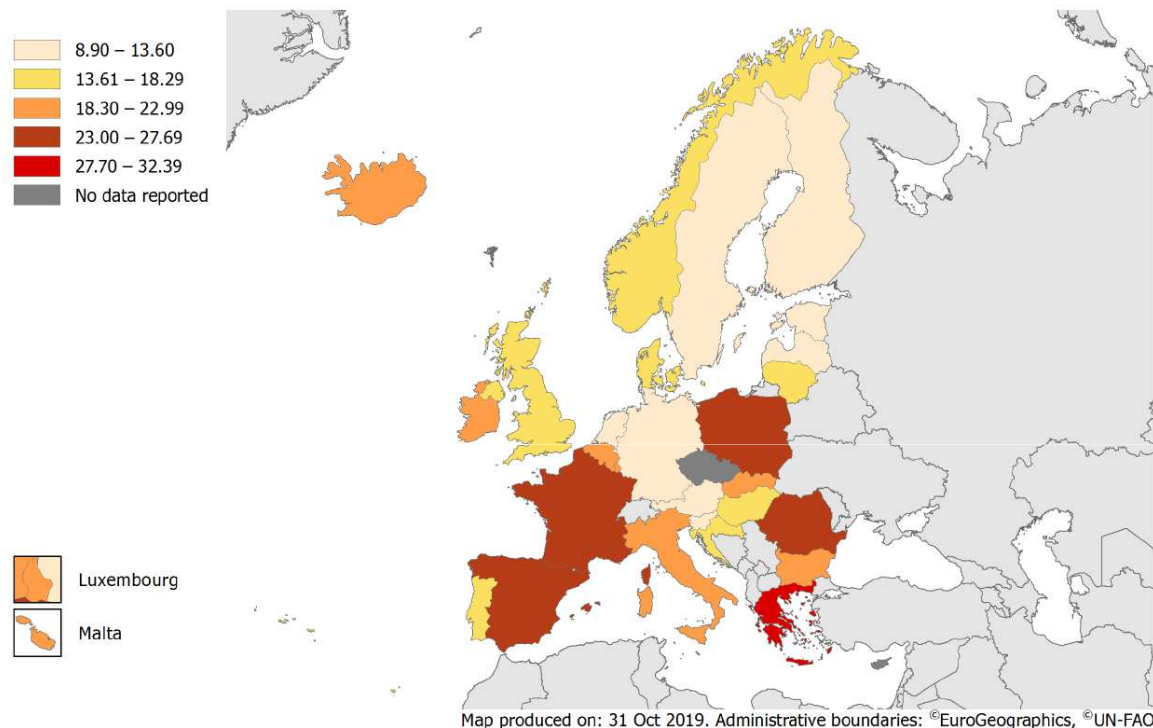 8.90 – 13.60
13.61 – 18.29
18.30 – 22.99
23.00 – 27.69
27.70 – 32.39
No data reported
Luxembourg
Malta
Map produced on: 31 Oct 2019. Administrative boundaries: ©EuroGeographics, ©UN-FAO